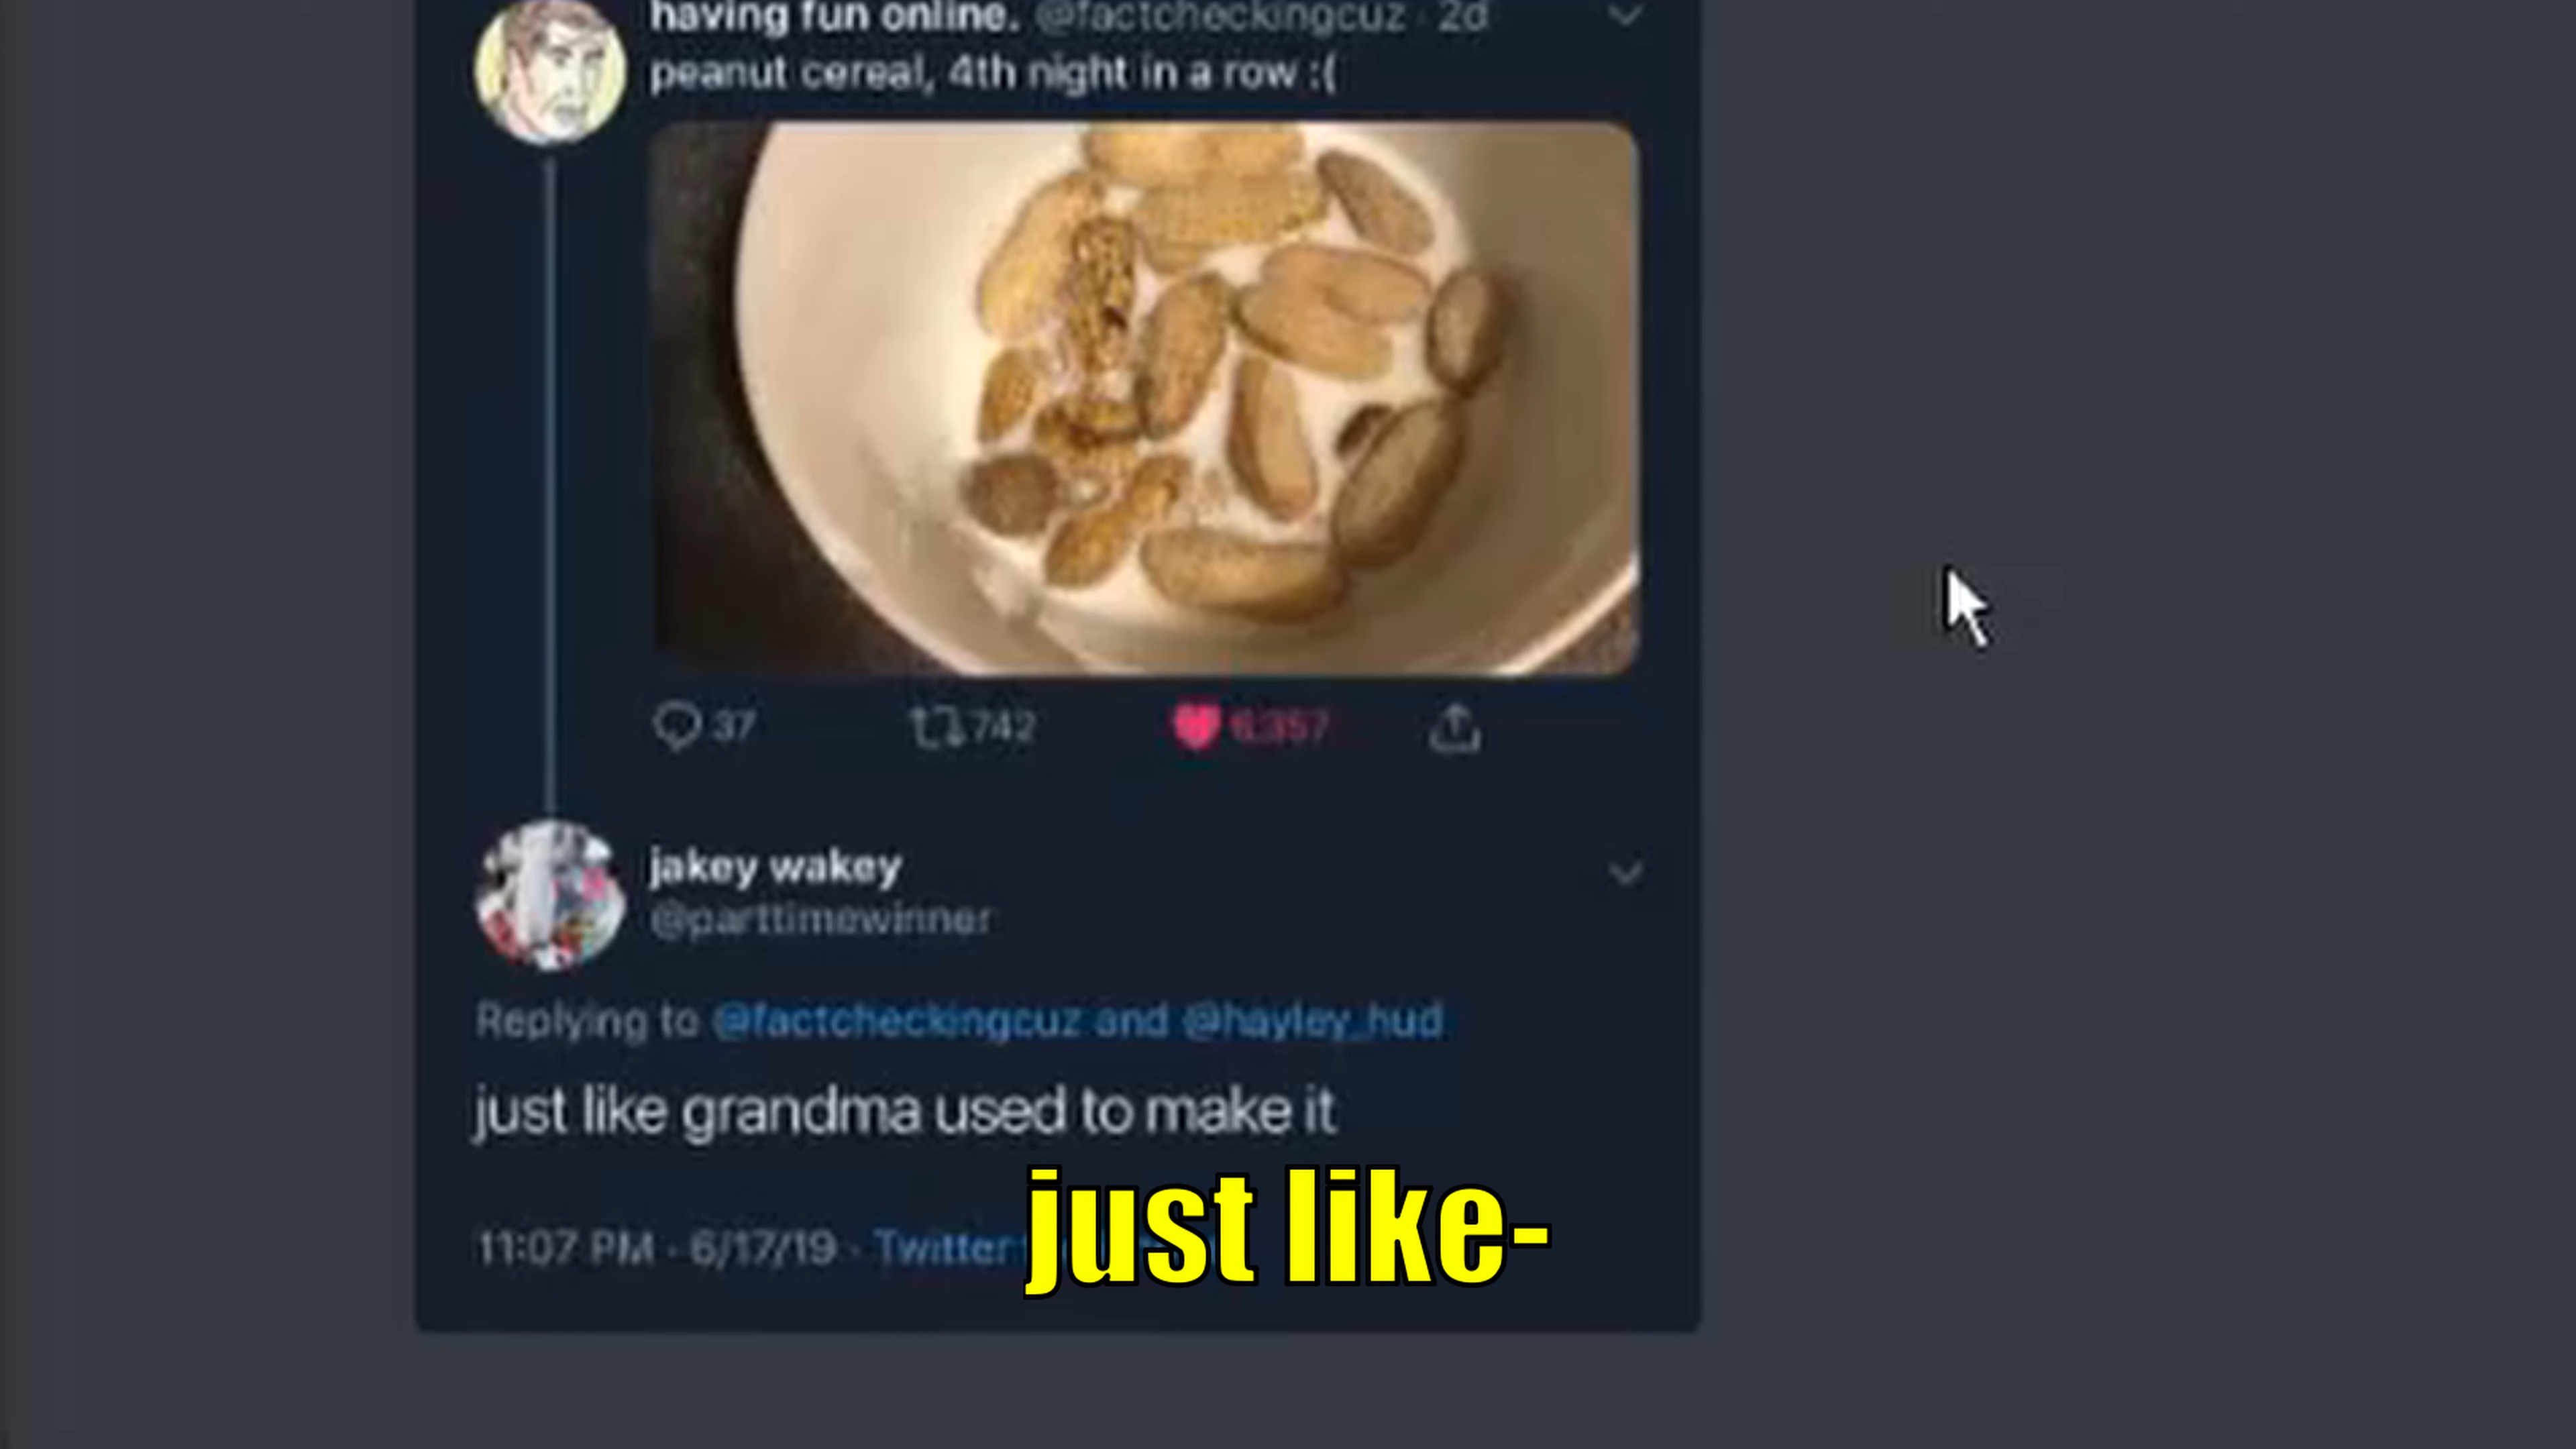 having fun online. @factcheckingcuz · 2d
peanut cereal, 4th night in a row :(
37 742 6,357
jakey wakey
@parttimewinner
Replying to @factcheckingcuz and @hayley_hud
just like grandma used to make it
11:07 PM · 6/17/19 · Twitter
just like-